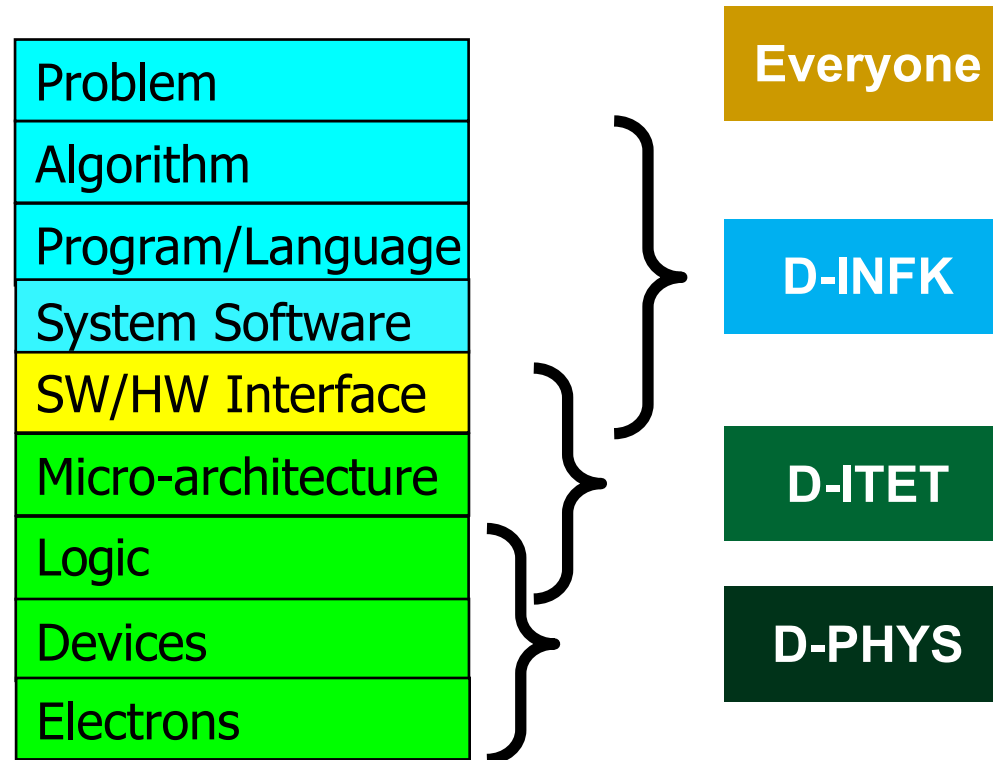 Problem
Algorithm
Program/Language
System Software
SW/HW Interface
Micro-architecture
Logic
Devices
Electrons
Everyone
D-INFK
D-ITET
D-PHYS